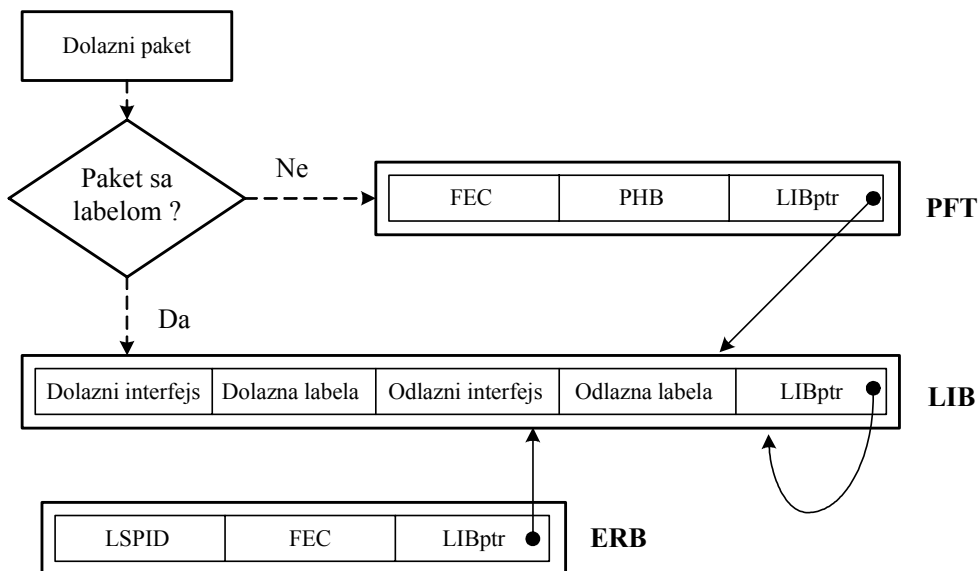 Dolazni paket
Paket sa
labelom ?
Ne
FEC PHB LIBptr
PFT
Da
Dolazni interfejs Dolazna labela Odlazni interfejs Odlazna labela LIBptr
LIB
LSPID FEC LIBptr
ERB